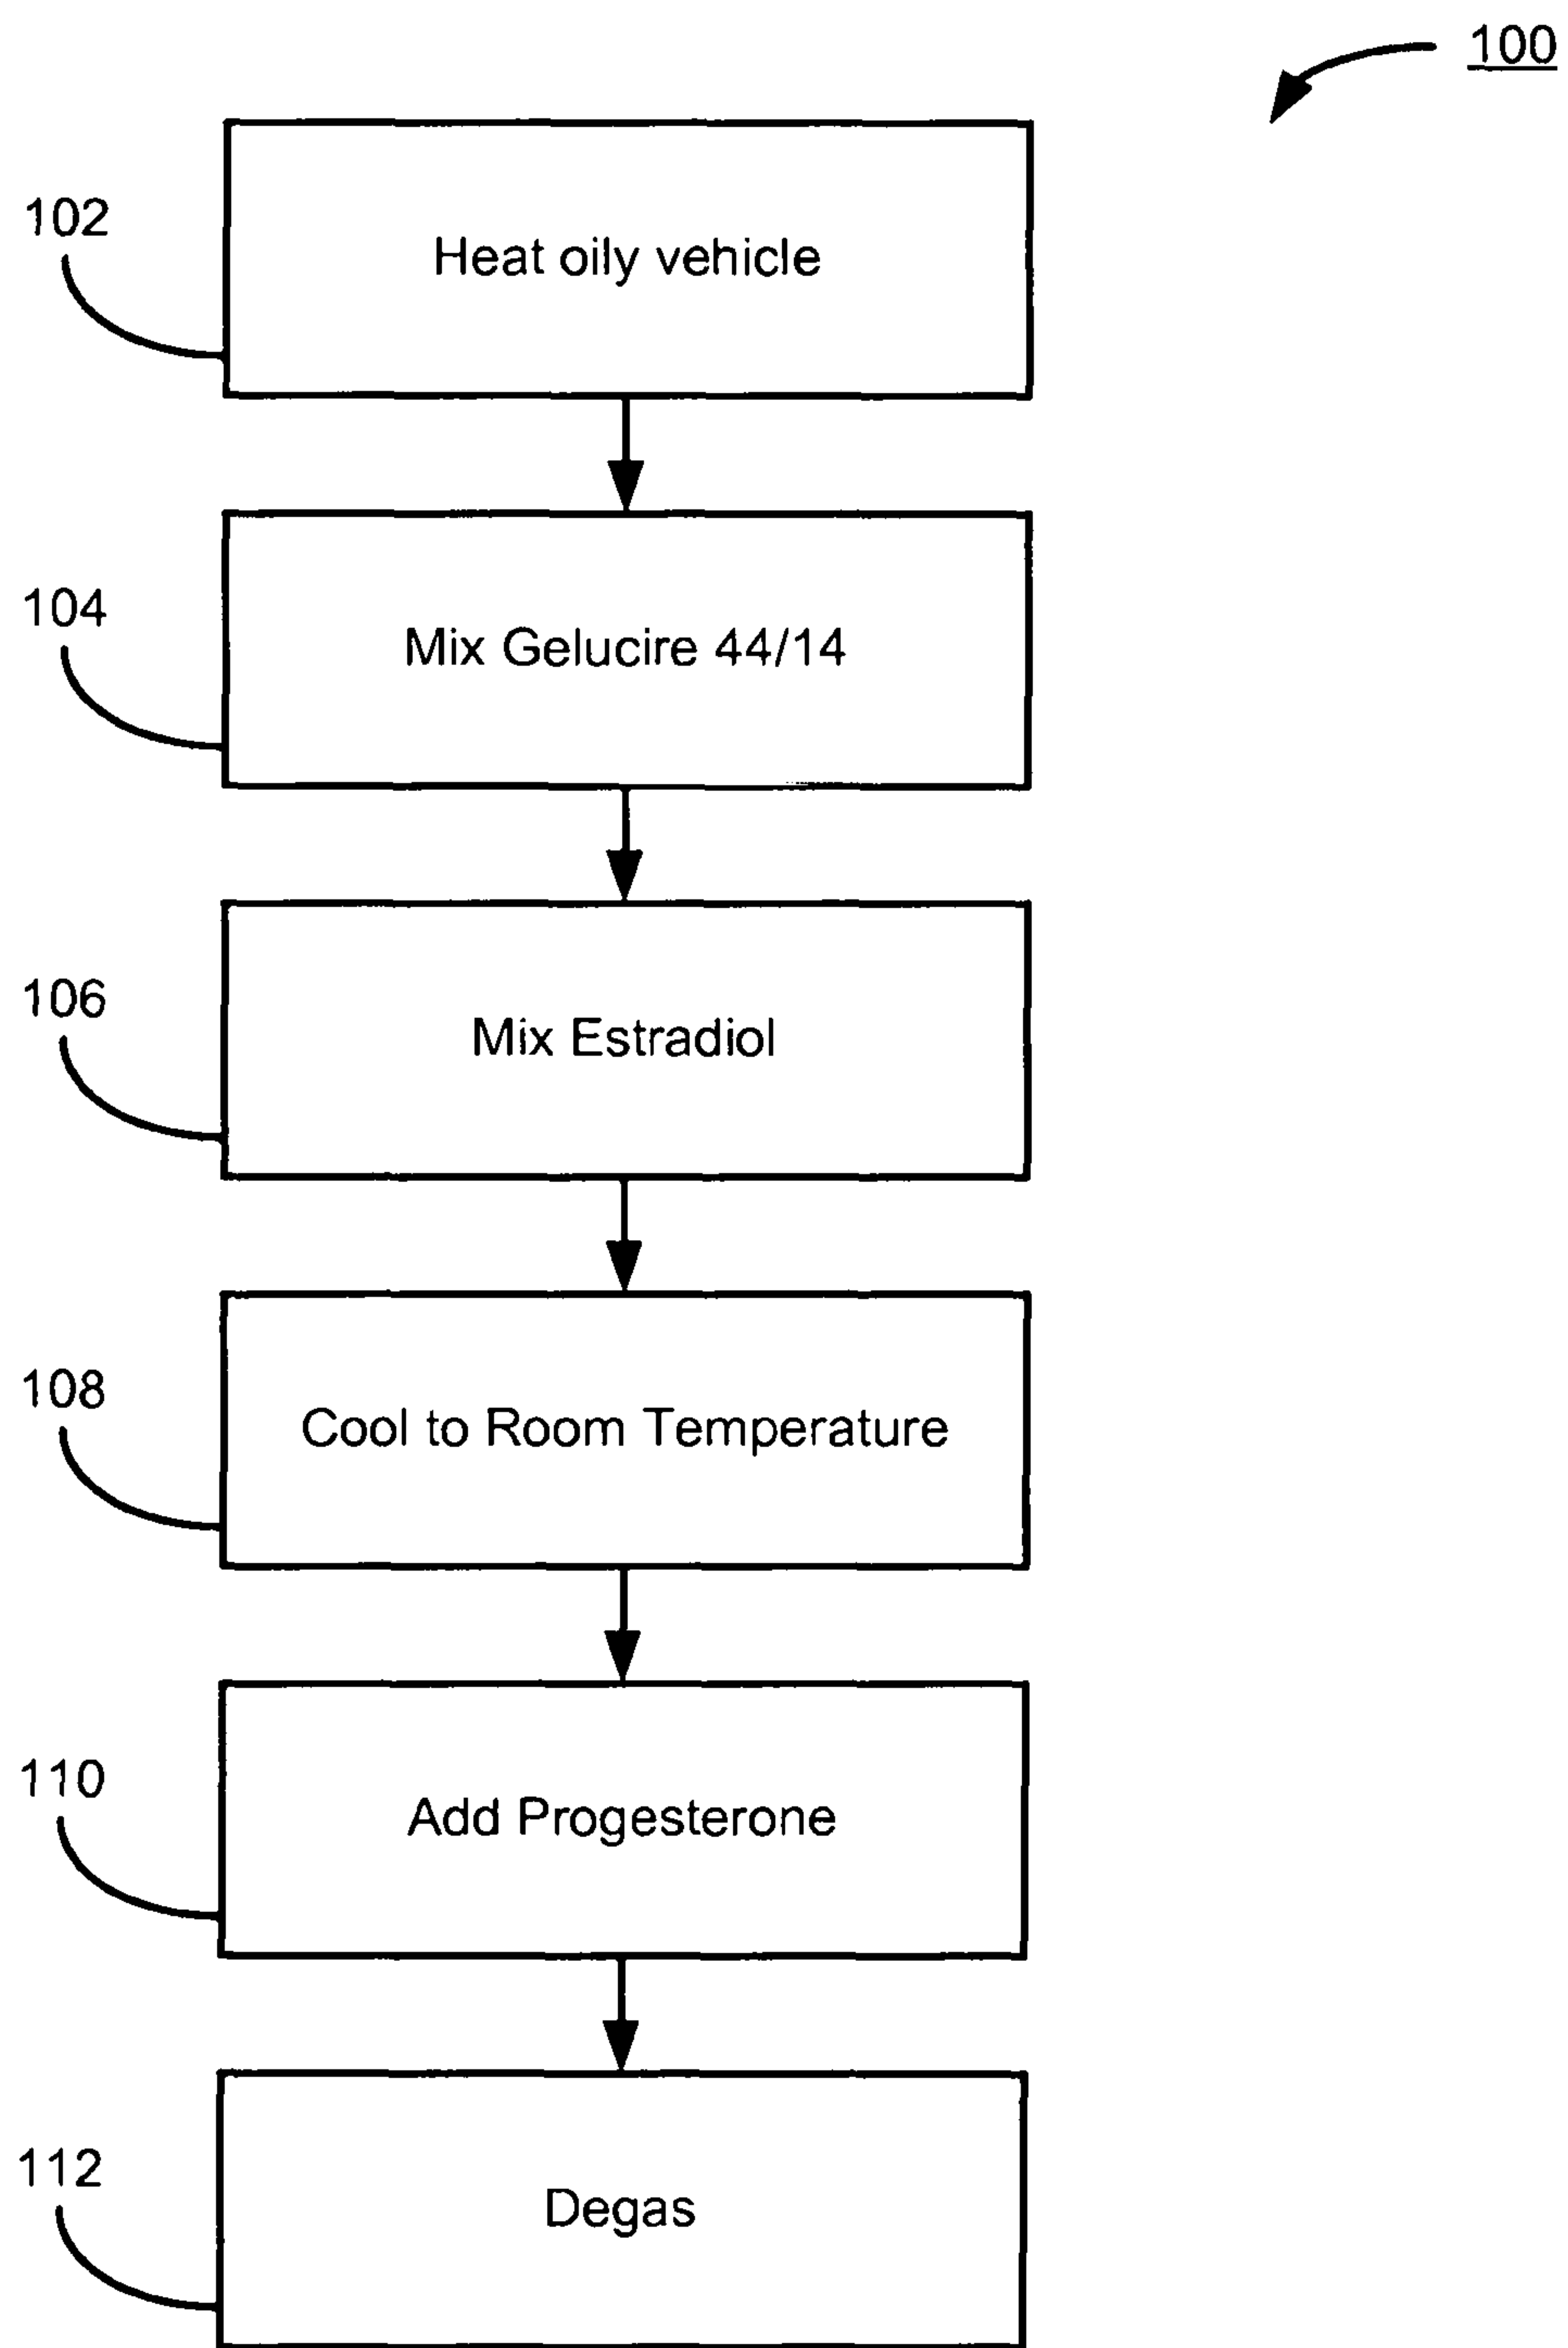 100
102
Heat oily vehicle
104
Mix Gelucire 44/14
106
Mix Estradiol
108
Cool to Room Temperature
110
Add Progesterone
112
Degas